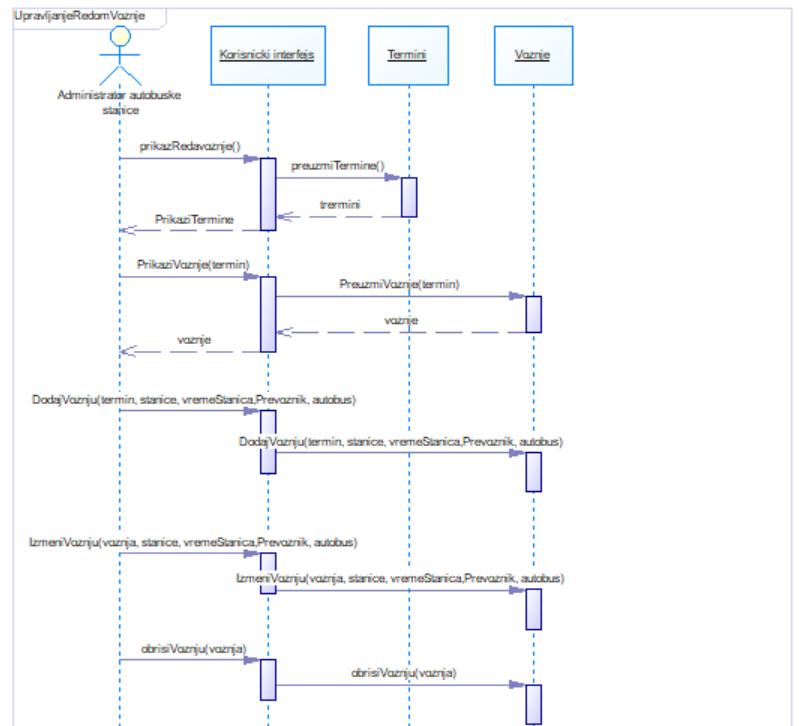 UpravljanjeRedomVoznje
Korisnicki interfejs
Termini
Voznje
Administrator autobuske
stanice
prikazRedavoznje()
preuzmiTermine()
trermini
PrikaziTermine
PrikaziVoznje(termin)
PreuzmiVoznje(termin)
voznje
voznje
DodajVoznju(termin, stanice, vremeStanica,Prevoznik, autobus)
DodajVoznju(termin, stanice, vremeStanica,Prevoznik, autobus)
IzmeniVoznju(voznja, stanice, vremeStanica,Prevoznik, autobus)
IzmeniVoznju(voznja, stanice, vremeStanica,Prevoznik, autobus)
obrisiVoznju(voznja)
obrisiVoznju(voznja)